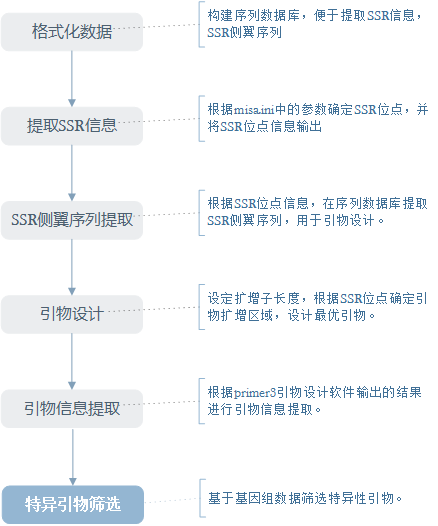 格式化数据
构建序列数据库，便于提取SSR信息，
SSR侧翼序列
提取SSR信息
根据misa.ini中的参数确定SSR位点，并
将SSR位点信息输出
SSR侧翼序列提取
根据SSR位点信息，在序列数据库提取
SSR侧翼序列，用于引物设计。
引物设计
设定扩增子长度，根据SSR位点确定引
物扩增区域，设计最优引物。
引物信息提取
根据primer3引物设计软件输出的结果
进行引物信息提取。
特异引物筛选
基于基因组数据筛选特异性引物。